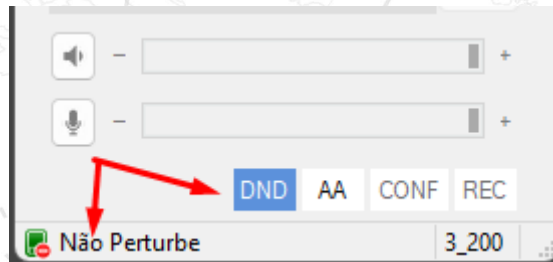 - +
- +
DND AA CONF REC
Não Perturbe 3_200